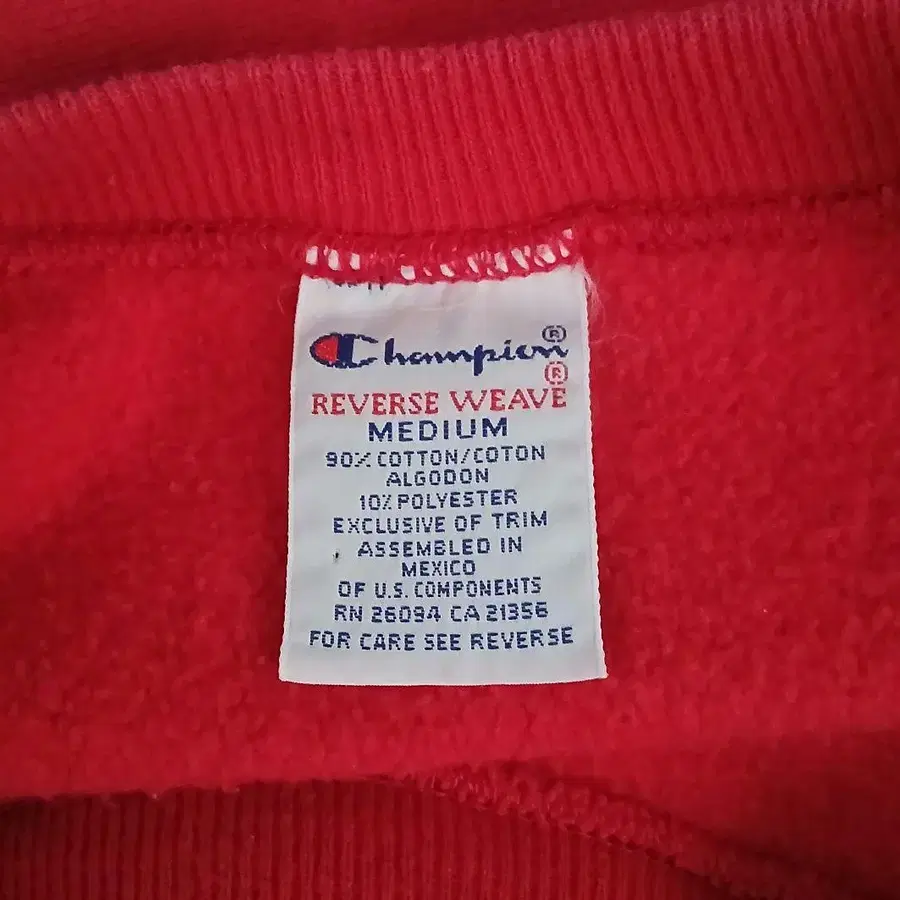 Champion®
REVERSE WEAVE®
MEDIUM
90% COTTON/COTON
ALGODON
10% POLYESTER
EXCLUSIVE OF TRIM
ASSEMBLED IN
MEXICO
OF U.S. COMPONENTS
RN 26094 CA 21356
FOR CARE SEE REVERSE